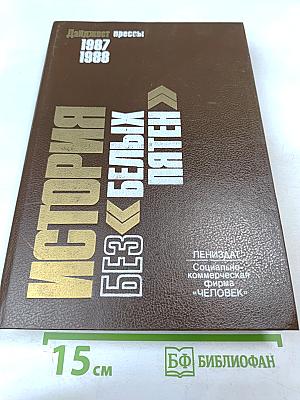 Дайджест прессы
1987
1988
ИСТОРИЯ
БЕЗ «БЕЛЫХ
ПЯТЕН»
ЛЕНИЗДАТ
Социально-
коммерческая
фирма
«ЧЕЛОВЕК»
15 см
БФ БИБЛИОФАН